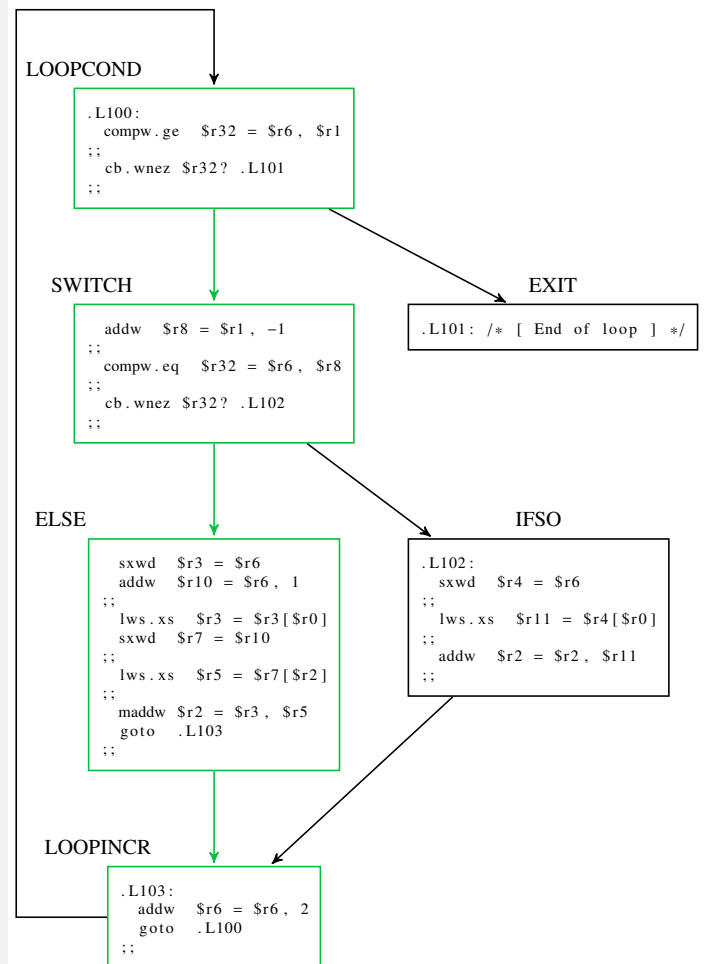 LOOPCOND
.L100:
compw.ge $r32 = $r6, $r1
;;
cb.wnez $r32? .L101
;;
SWITCH
addw $r8 = $r1, −1
;;
compw.eq $r32 = $r6, $r8
;;
cb.wnez $r32? .L102
;;
EXIT
.L101: /* [ End of loop ] */
ELSE
sxwd $r3 = $r6
addw $r10 = $r6, 1
;;
lws.xs $r3 = $r3[$r0]
sxwd $r7 = $r10
;;
lws.xs $r5 = $r7[$r2]
;;
maddw $r2 = $r3, $r5
goto .L103
;;
IFSO
.L102:
sxwd $r4 = $r6
;;
lws.xs $r11 = $r4[$r0]
;;
addw $r2 = $r2, $r11
;;
LOOPINCR
.L103:
addw $r6 = $r6, 2
goto .L100
;;